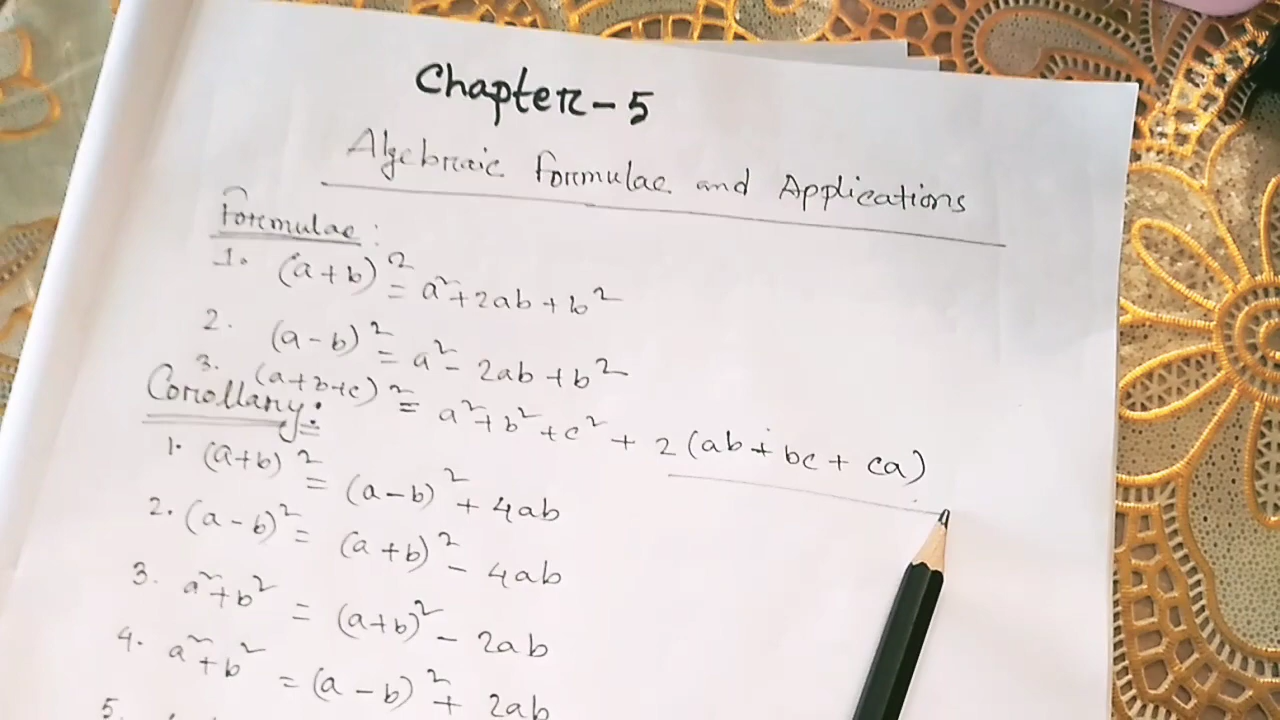 Chapter-5
Algebraic Formulae and Applications
Formulae:
1. (a+b)² = a²+2ab+b²
2. (a-b)² = a²-2ab+b²
3. (a+b+c)² = a²+b²+c²+2(ab+bc+ca)
Corollary:
1. (a+b)² = (a-b)²+4ab
2. (a-b)² = (a+b)²-4ab
3. a²+b² = (a+b)²-2ab
4. a²+b² = (a-b)²+2ab
5.